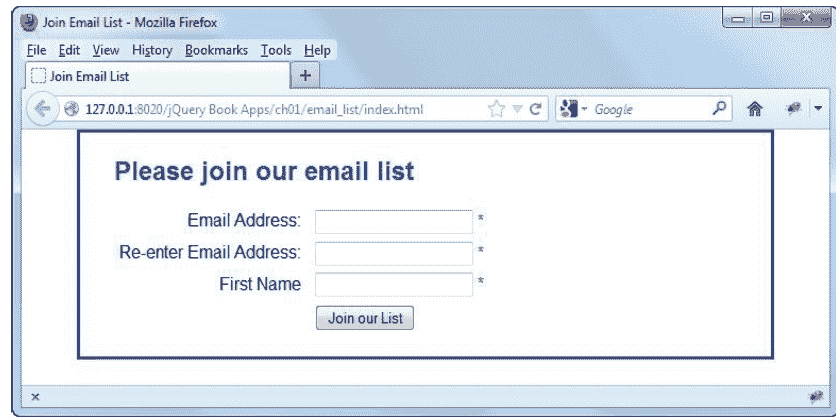 Join Email List - Mozilla Firefox
File Edit View History Bookmarks Tools Help
Join Email List +
127.0.0.1:8020/jQuery Book Apps/ch01/email_list/index.html Google
Please join our email list
Email Address: *
Re-enter Email Address: *
First Name *
Join our List
x